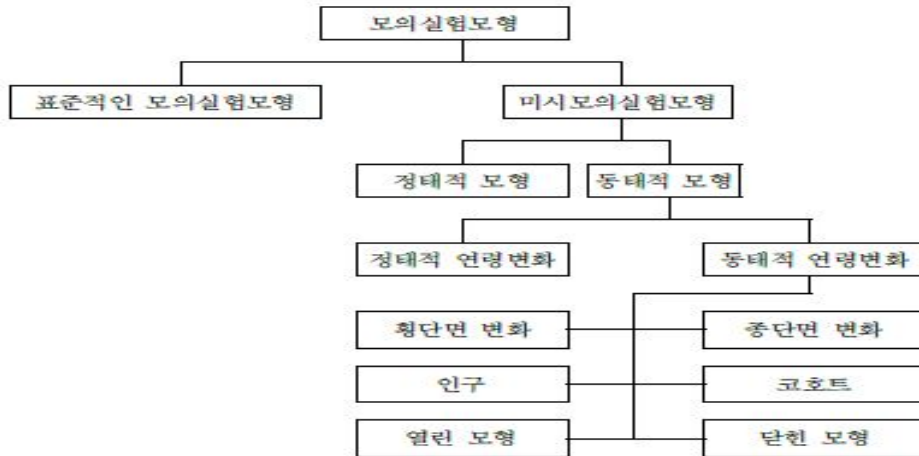 모의실험모형
표준적인 모의실험모형 미시모의실험모형
정태적 모형 동태적 모형
정태적 연령변화 동태적 연령변화
횡단면 변화 종단면 변화
인구 코호트
열린 모형 닫힌 모형